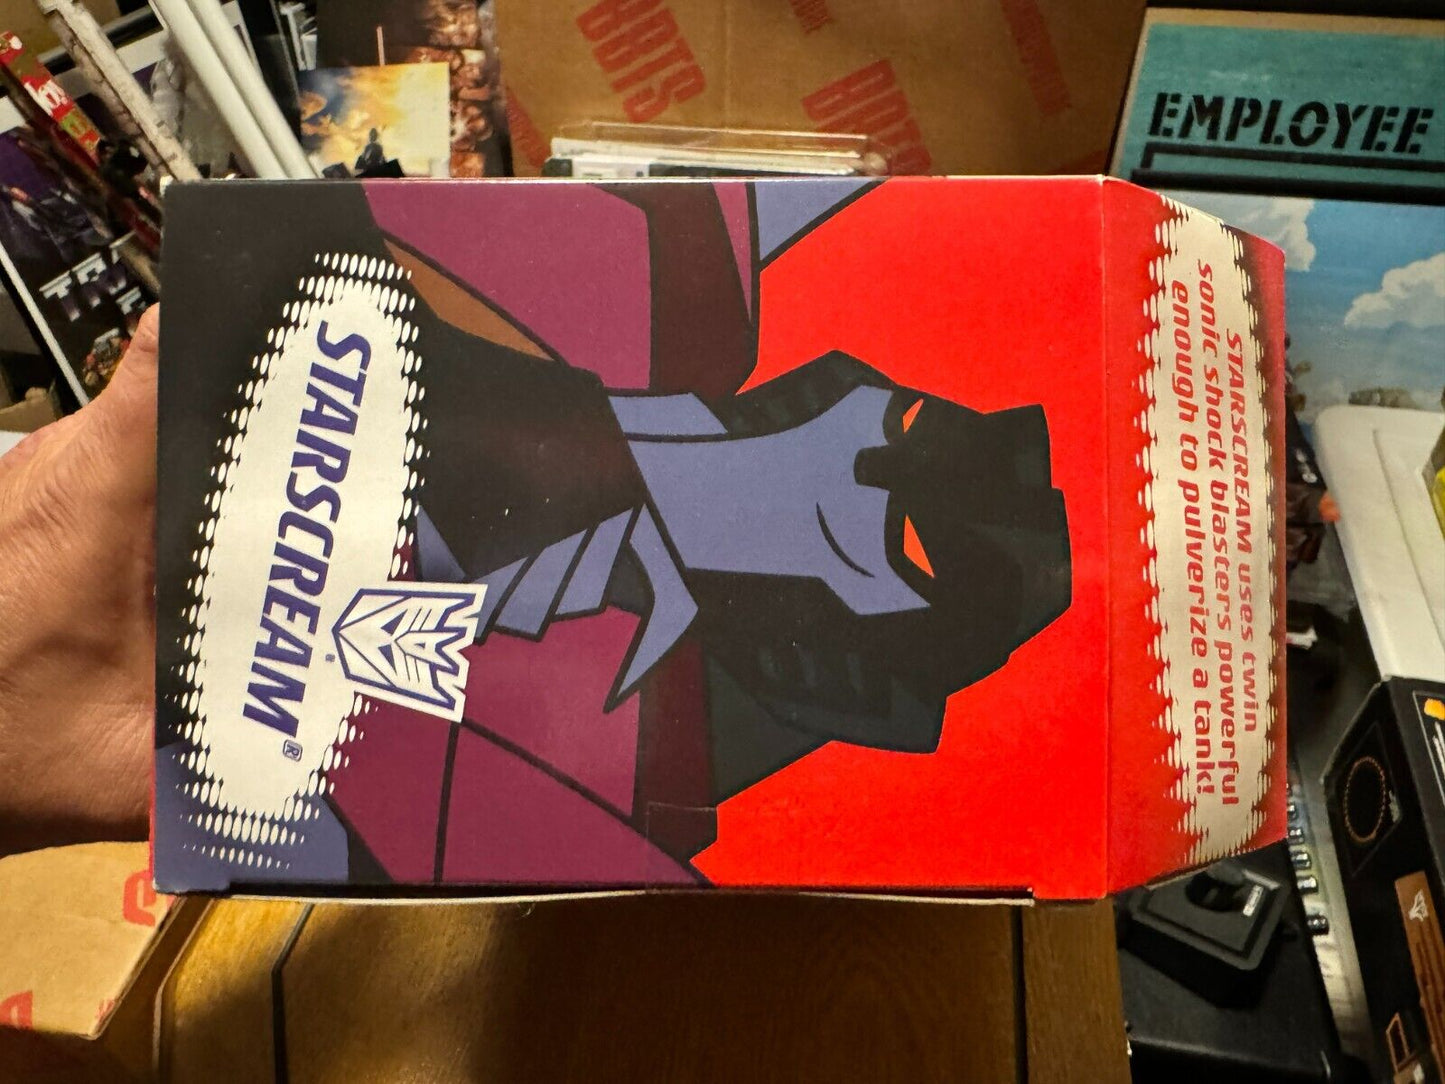 STARSCREAM®
®
STARSCREAM uses twin
sonic shock blasters powerful
enough to pulverize a tank!
EMPLOYEE